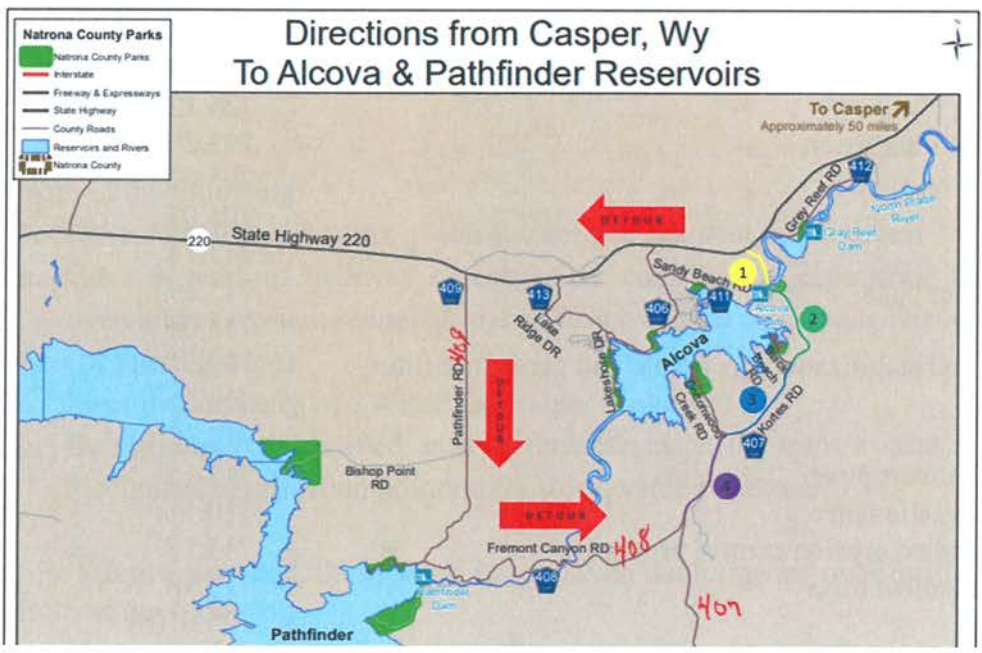 Directions from Casper, Wy
To Alcova & Pathfinder Reservoirs
Natrona County Parks
Natrona County Parks
Interstate
Freeway & Expressways
State Highway
County Roads
Reservoirs and Rivers
Natrona County
To Casper
Approximately 50 miles
412
Grey Reef RD
North Platte
River
Gray Reef
Dam
DETOUR
220
State Highway 220
Sandy Beach RD
1
409
413
406
411
Alcova
2
Lake
Ridge DR
Lakeshore DR
Alcova
Beach
RD
Pathfinder RD
409
DETOUR
Cottonwood
Creek RD
3
Kortes RD
407
Bishop Point
RD
4
DETOUR
Fremont Canyon RD
408
408
Pathfinder
Dam
407
Pathfinder